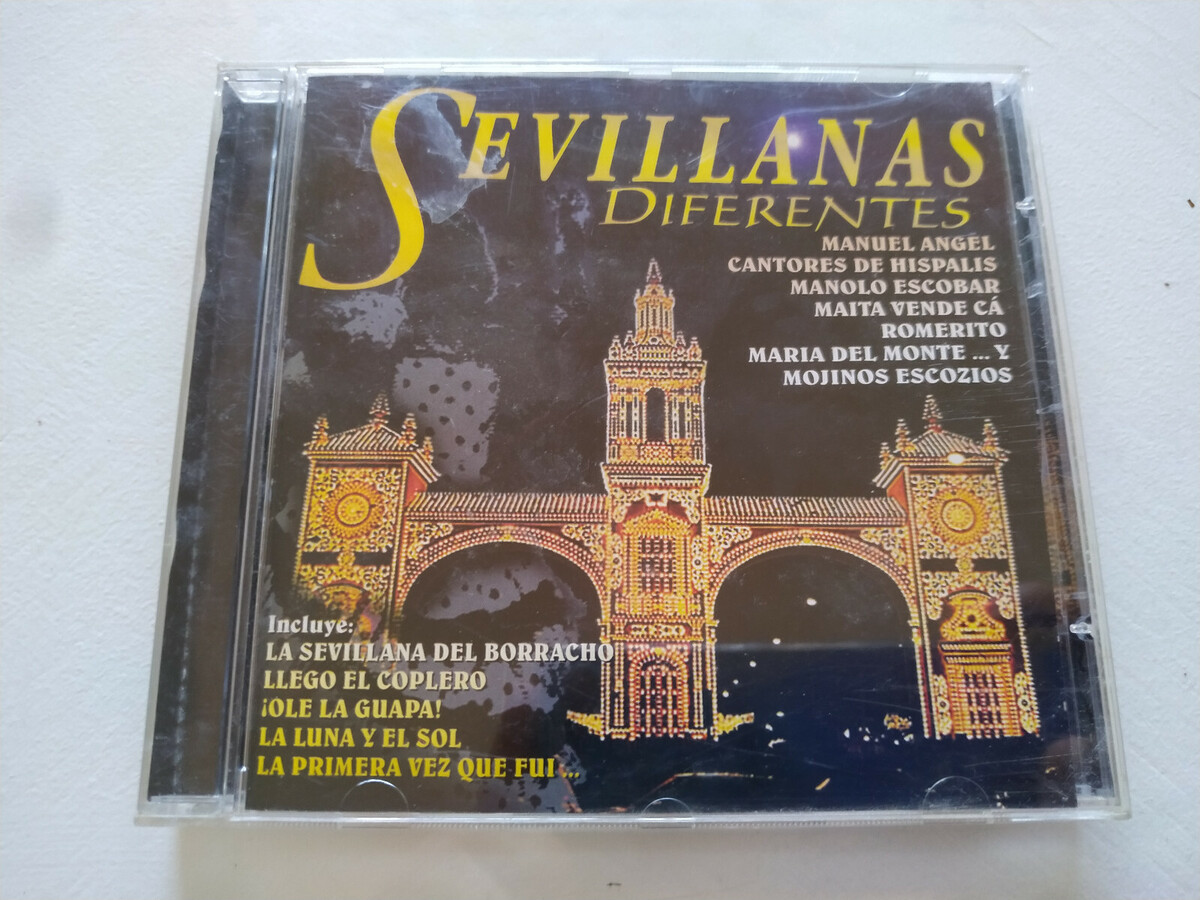 SEVILLANAS
DIFERENTES
MANUEL ANGEL
CANTORES DE HISPALIS
MANOLO ESCOBAR
MAITA VENDE CÁ
ROMERITO
MARIA DEL MONTE ... Y
MOJINOS ESCOZIOS
Incluye:
LA SEVILLANA DEL BORRACHO
LLEGO EL COPLERO
¡OLE LA GUAPA!
LA LUNA Y EL SOL
LA PRIMERA VEZ QUE FUI ...